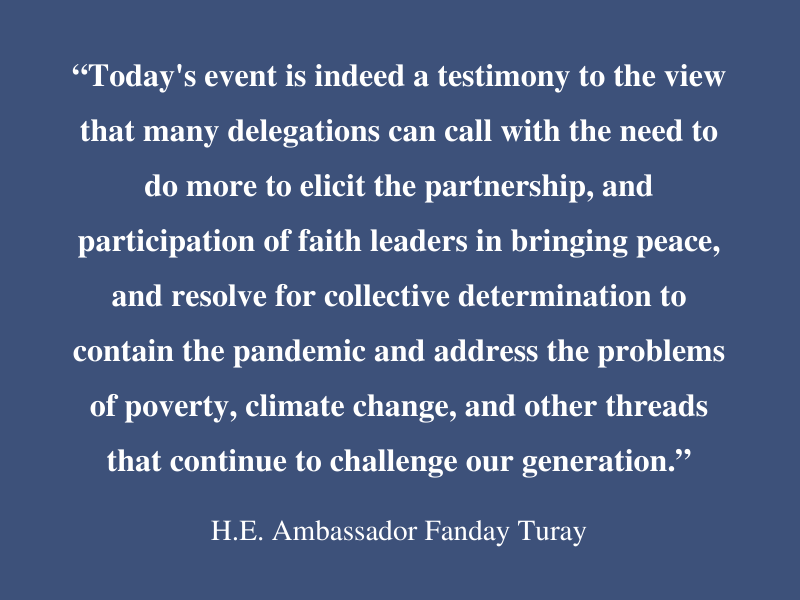 “Today's event is indeed a testimony to the view
that many delegations can call with the need to
do more to elicit the partnership, and
participation of faith leaders in bringing peace,
and resolve for collective determination to
contain the pandemic and address the problems
of poverty, climate change, and other threads
that continue to challenge our generation.”
H.E. Ambassador Fanday Turay